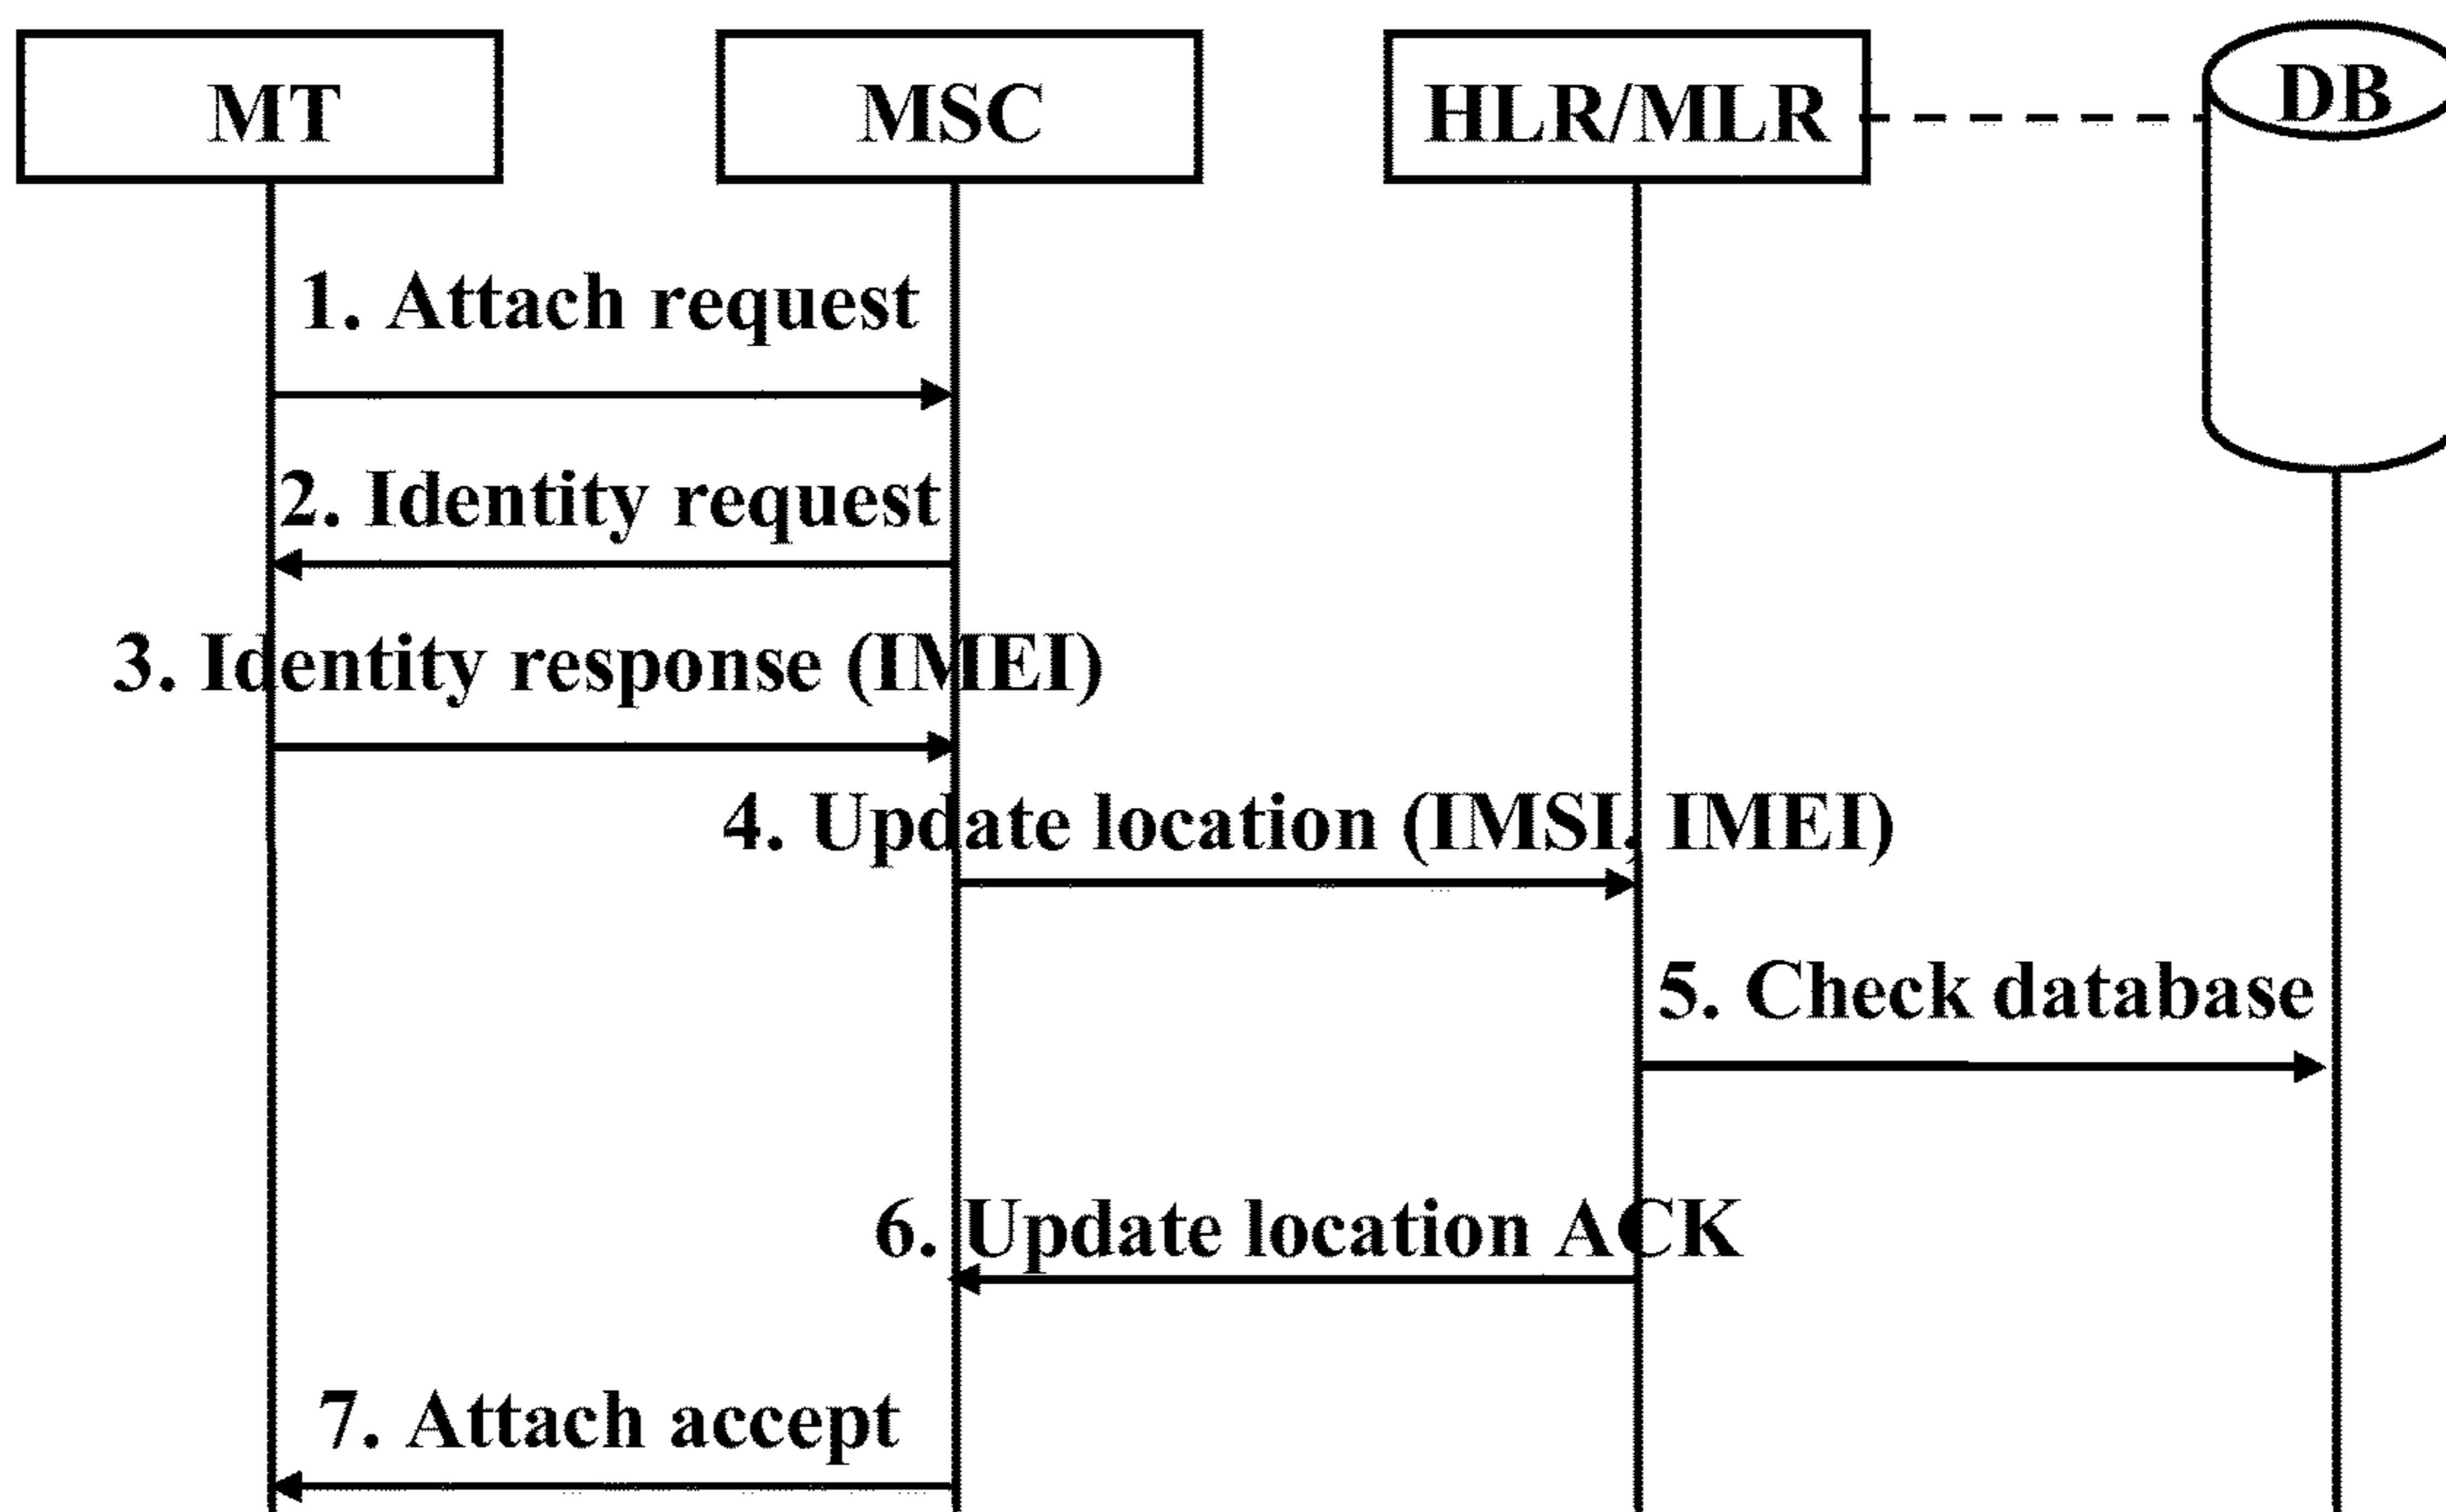 MT
MSC
HLR/MLR
DB
1. Attach request
2. Identity request
3. Identity response (IMEI)
4. Update location (IMSI, IMEI)
5. Check database
6. Update location ACK
7. Attach accept